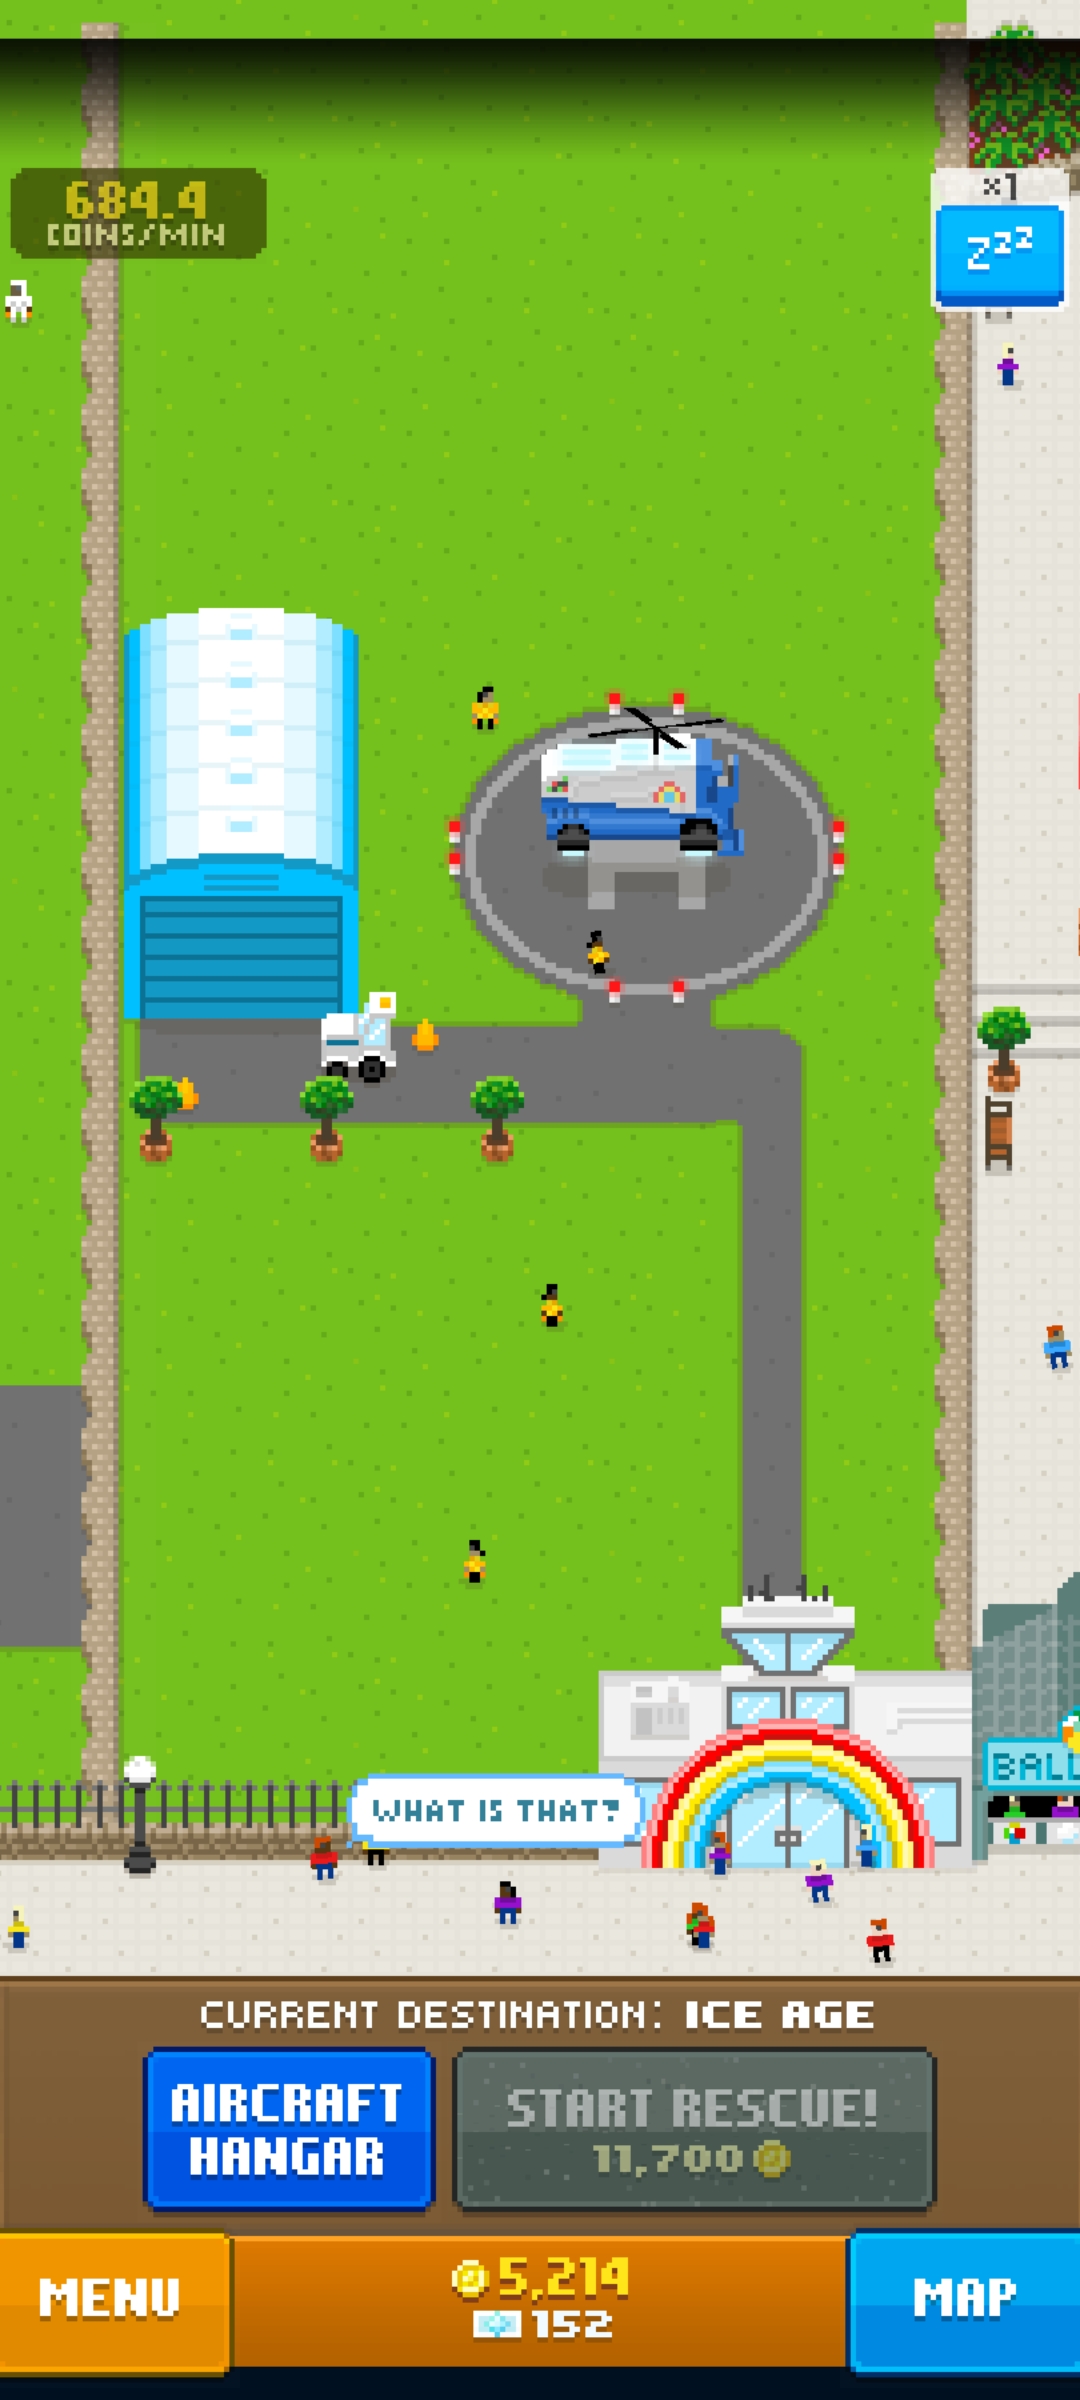 684.4
COINS/MIN
x1
Zzz
WHAT IS THAT?
BALL
CURRENT DESTINATION: ICE AGE
AIRCRAFT
HANGAR
START RESCUE!
11,700
MENU
5,214
152
MAP